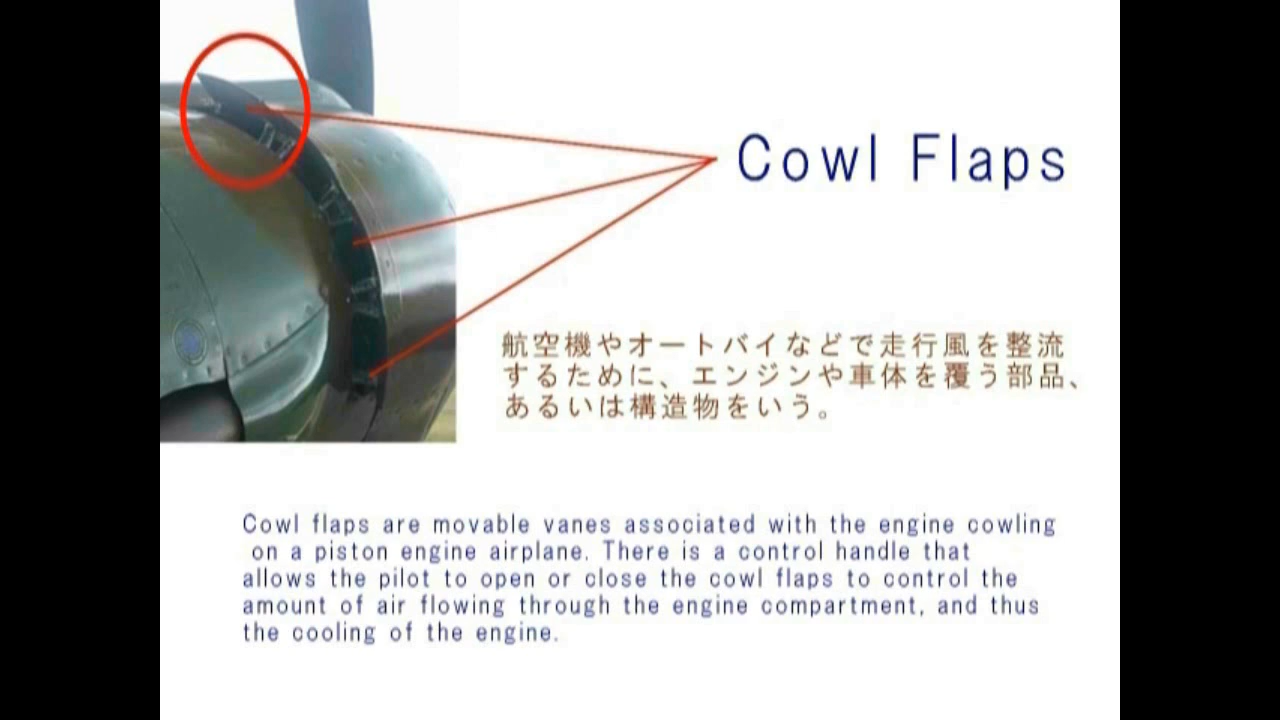 Cowl Flaps
航空機やオートバイなどで走行風を整流
するために、エンジンや車体を覆う部品、
あるいは構造物をいう。
Cowl flaps are movable vanes associated with the engine cowling
on a piston engine airplane. There is a control handle that
allows the pilot to open or close the cowl flaps to control the
amount of air flowing through the engine compartment, and thus
the cooling of the engine.